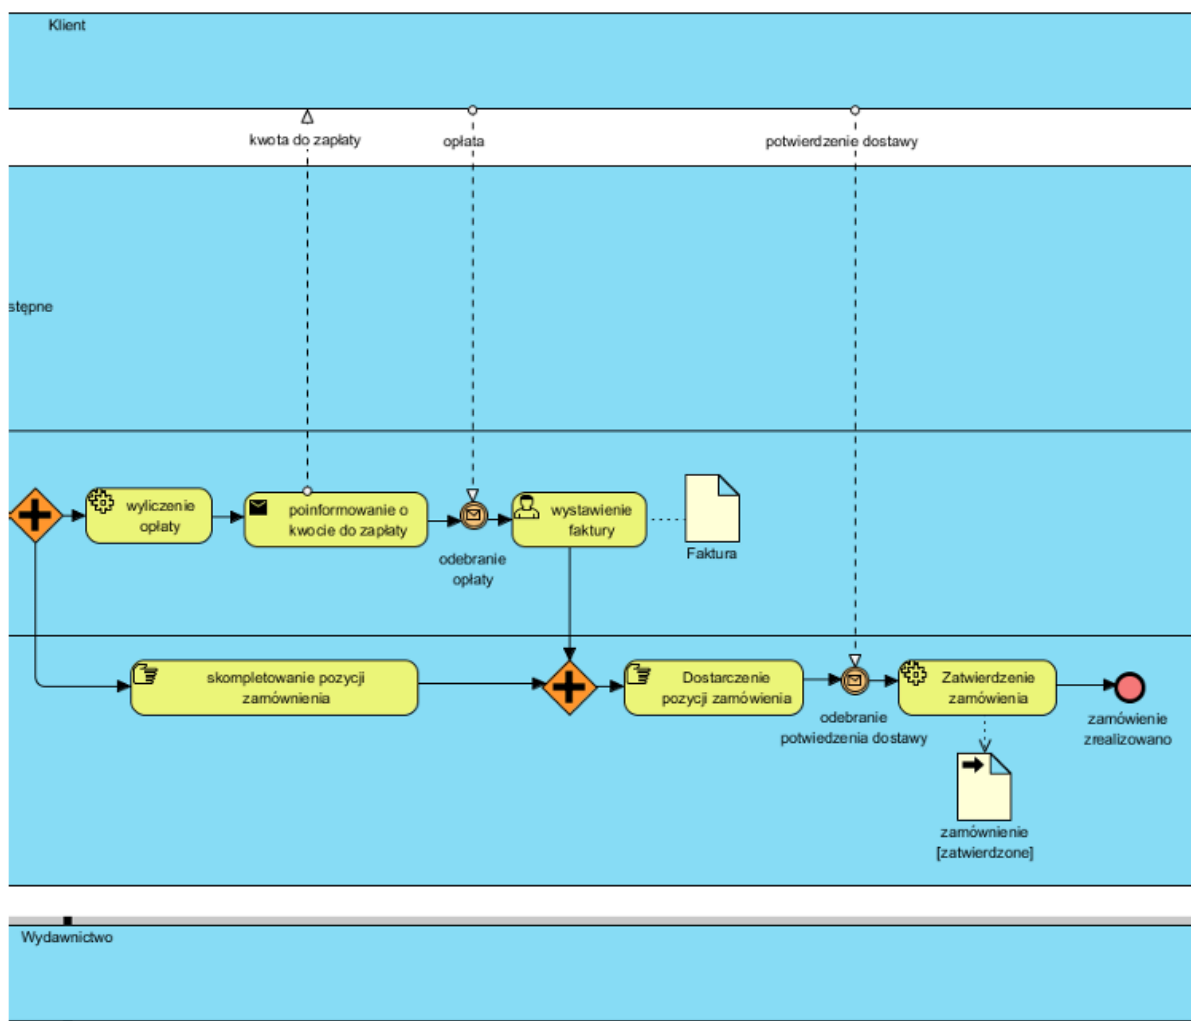 Klient
kwota do zapłaty
opłata
potwierdzenie dostawy
stępne
wyliczenie
opłaty
poinformowanie o
kwocie do zapłaty
odebranie
opłaty
wystawienie
faktury
Faktura
skompletowanie pozycji
zamównienia
Dostarczenie
pozycji zamówienia
odebranie
potwiedzenia dostawy
Zatwierdzenie
zamówienia
zamówienie
zrealizowano
zamównienie
[zatwierdzone]
Wydawnictwo